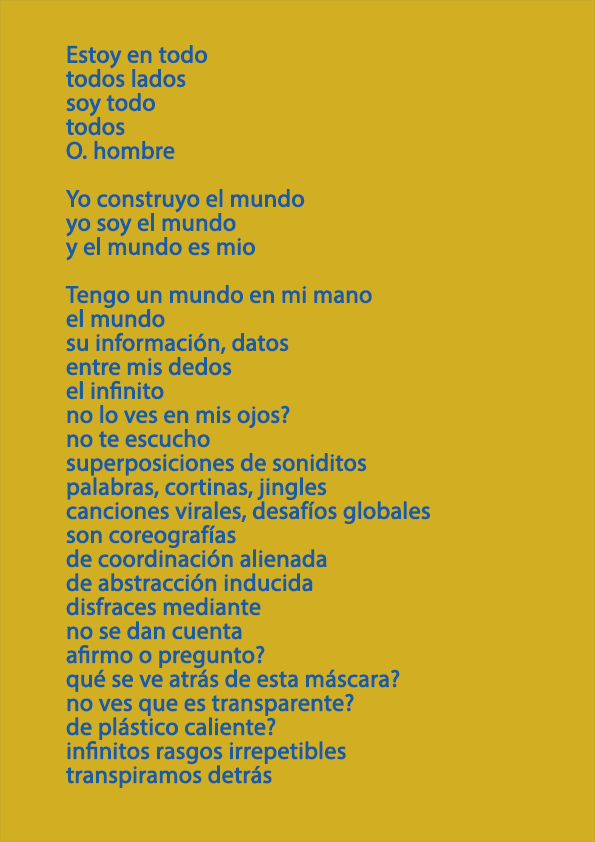 Estoy en todo
todos lados
soy todo
todos
O. hombre

Yo construyo el mundo
yo soy el mundo
y el mundo es mio

Tengo un mundo en mi mano
el mundo
su información, datos
entre mis dedos
el infinito
no lo ves en mis ojos?
no te escucho
superposiciones de soniditos
palabras, cortinas, jingles
canciones virales, desafíos globales
son coreografías
de coordinación alienada
de abstracción inducida
disfraces mediante
no se dan cuenta
afirmo o pregunto?
qué se ve atrás de esta máscara?
no ves que es transparente?
de plástico caliente?
infinitos rasgos irrepetibles
transpiramos detrás